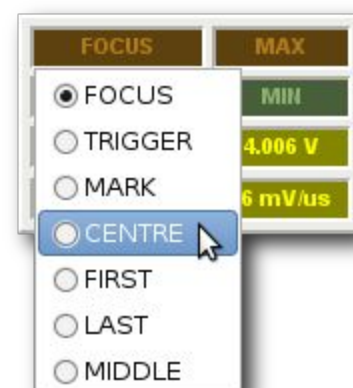 FOCUS MAX
FOCUS MIN
TRIGGER 4.006 V
MARK 6 mV/us
CENTRE
FIRST
LAST
MIDDLE